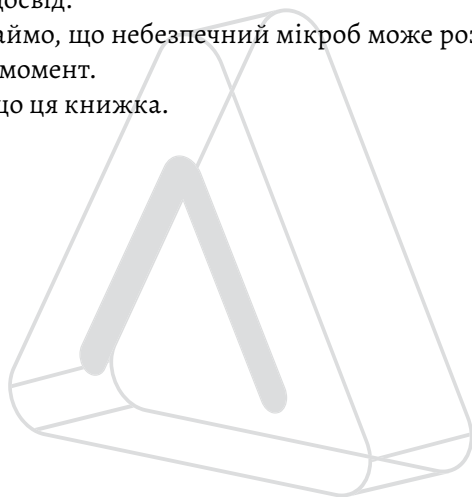 досвід.
аймо, що небезпечний мікроб може роз
момент.
що ця книжка.